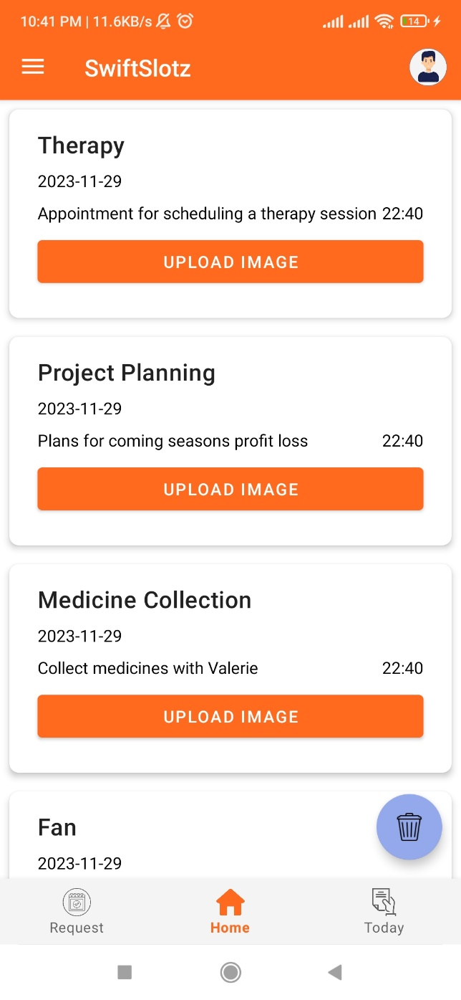 10:41 PM | 11.6KB/s 14
SwiftSlotz
Therapy
2023-11-29
Appointment for scheduling a therapy session 22:40
UPLOAD IMAGE
Project Planning
2023-11-29
Plans for coming seasons profit loss 22:40
UPLOAD IMAGE
Medicine Collection
2023-11-29
Collect medicines with Valerie 22:40
UPLOAD IMAGE
Fan
2023-11-29
Request Home Today